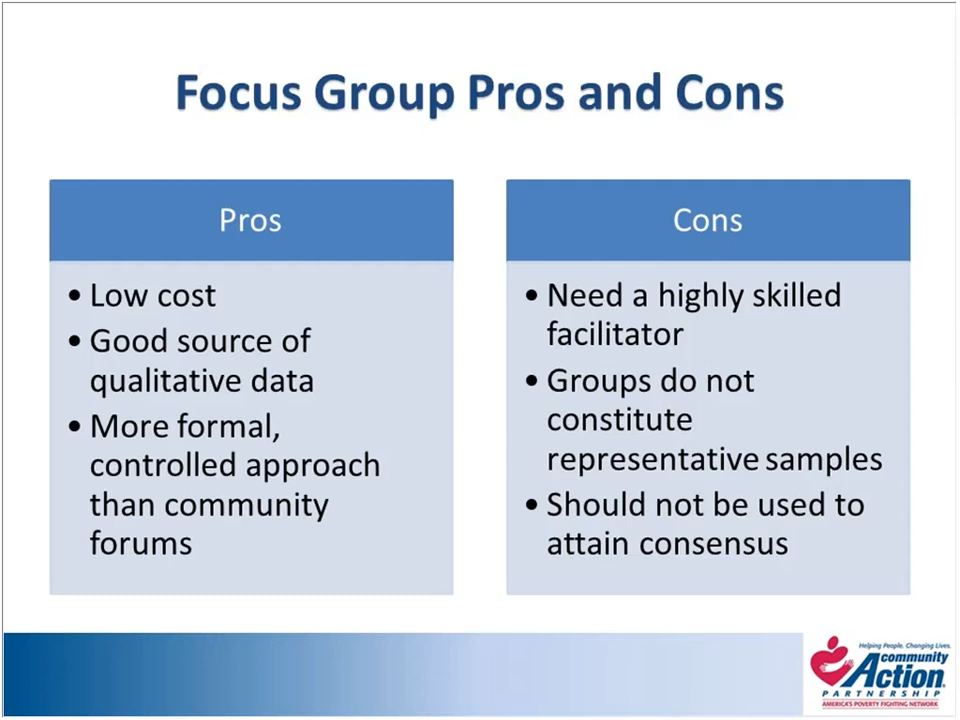 Focus Group Pros and Cons
Pros
• Low cost
• Good source of
qualitative data
• More formal,
controlled approach
than community
forums
Cons
• Need a highly skilled
facilitator
• Groups do not
constitute
representative samples
• Should not be used to
attain consensus
Helping People. Changing Lives.
community
Action
PARTNERSHIP
AMERICA'S POVERTY FIGHTING NETWORK